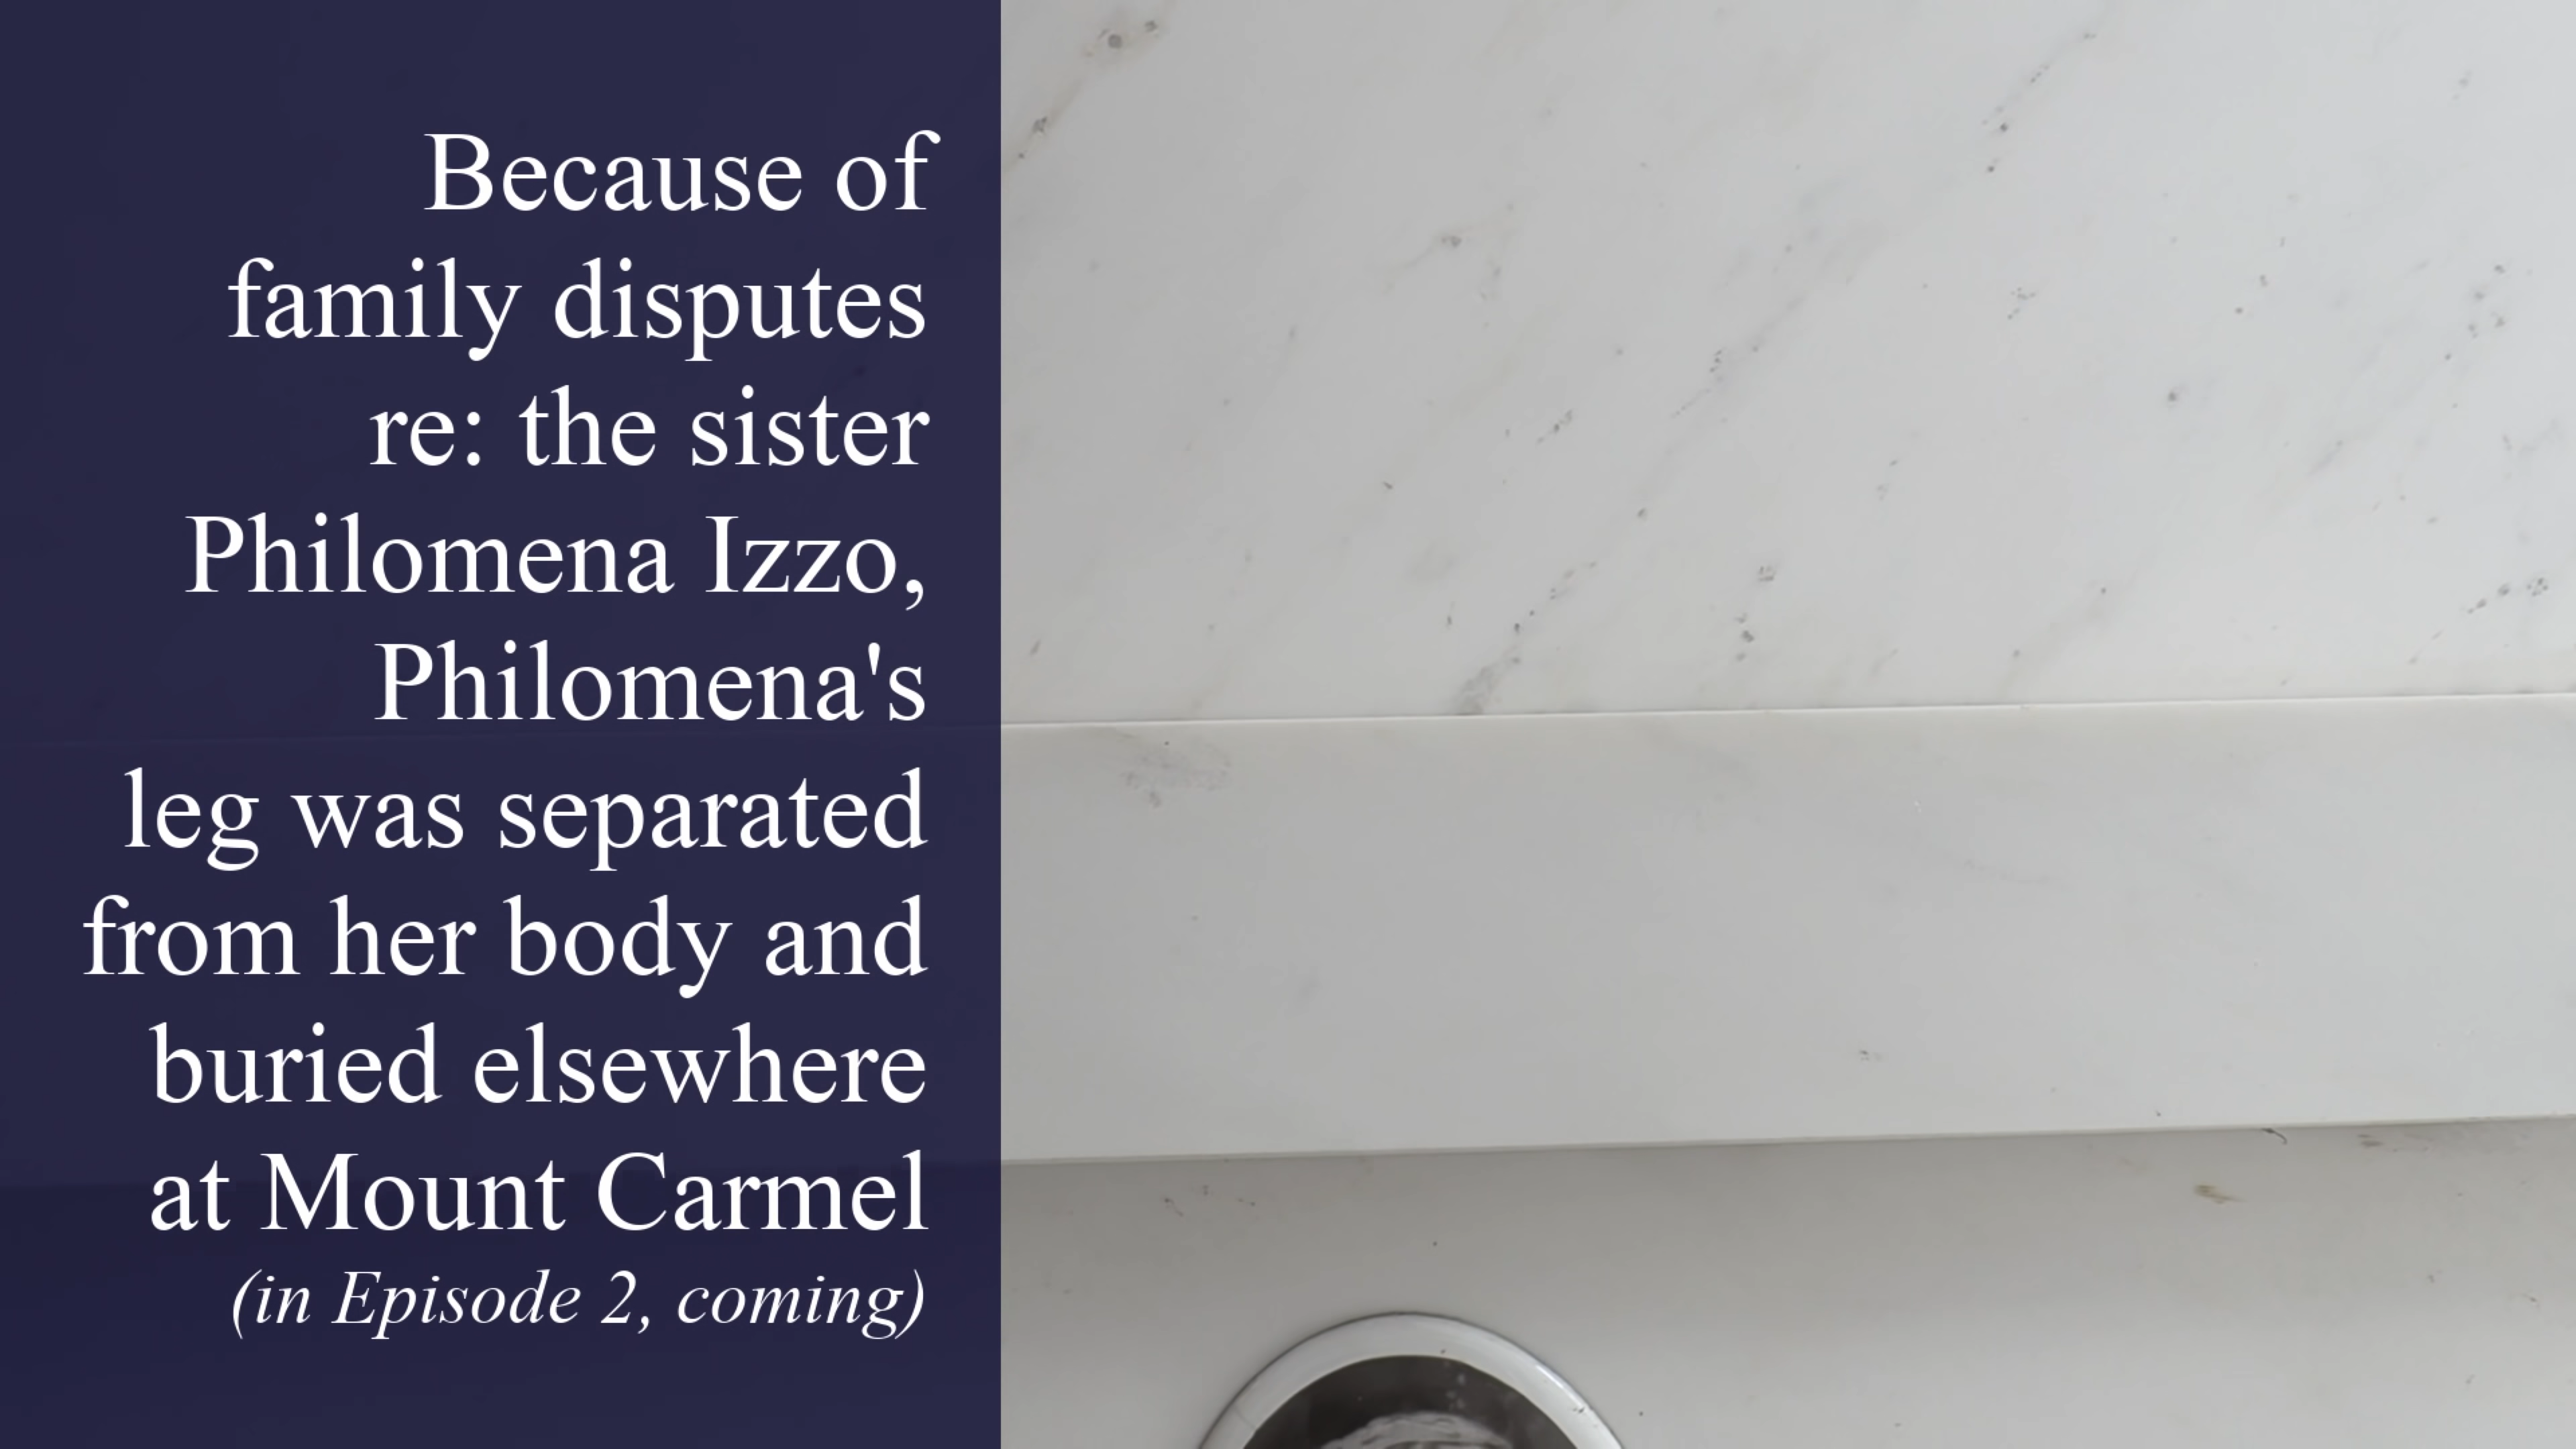 Because of
family disputes
re: the sister
Philomena Izzo,
Philomena's
leg was separated
from her body and
buried elsewhere
at Mount Carmel
(in Episode 2, coming)